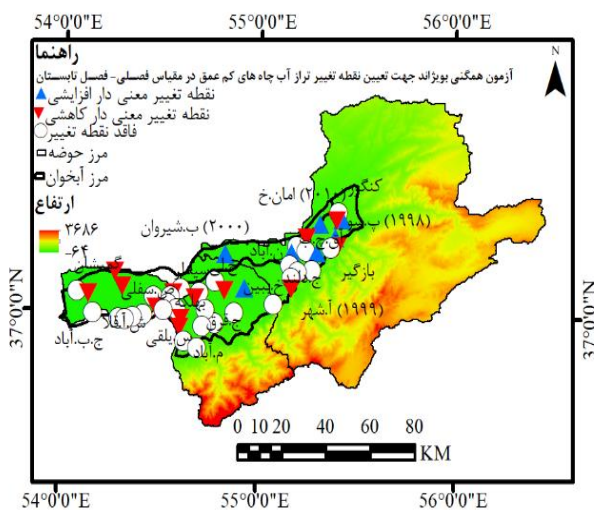 54°0'0"E 55°0'0"E 56°0'0"E
راهنما
N
آزمون همگنی بویژاند جهت تعیین نقطه تغییر تراز آب چاه های کم عمق در مقیاس فصلی- فصل تابستان
نقطه تغییر معنی دار افزایشی
نقطه تغییر معنی دار کاهشی
فاقد نقطه تغییر
مرز حوضه
مرز آبخوان
ارتفاع
۳۶۸۶
-۶۴
امان.خ
ب.شیروان (۲۰۰۰)
(۱۹۹۸)
بازگیر
آ.شهر (۱۹۹۹)
ش.آقلا
ج.ب.آباد
م.آباد
37°0'0"N
37°0'0"N
0 10 20 40 60 80
KM
54°0'0"E 55°0'0"E 56°0'0"E